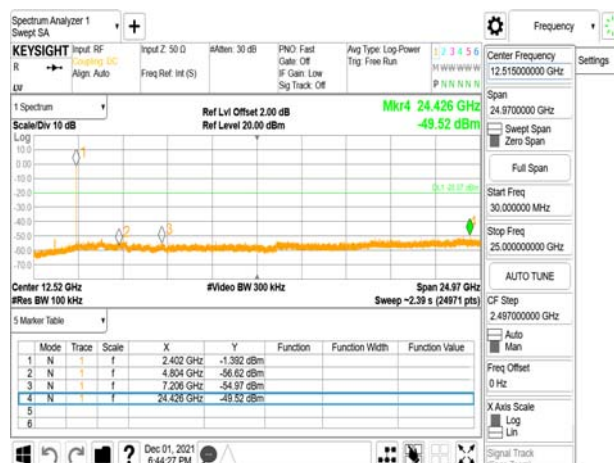 Spectrum Analyzer 1
Swept SA
+
Frequency
KEYSIGHT Input: RF Input Z: 50 Ω #Atten: 30 dB PNO: Fast Avg Type: Log-Power 1 2 3 4 5 6
R Coupling: DC Gate: Off Trig: Free Run M W W W W W
Align: Auto Freq Ref: Int (S) IF Gain: Low
Sig Track: Off P N N N N N
Center Frequency
12.515000000 GHz
Settings
Span
24.9700000 GHz
Swept Span
Zero Span
Full Span
Start Freq
30.000000 MHz
Stop Freq
25.000000000 GHz
AUTO TUNE
CF Step
2.497000000 GHz
Auto
Man
Freq Offset
0 Hz
X Axis Scale
Log
Lin
Signal Track
1 Spectrum
Scale/Div 10 dB
Ref Lvl Offset 2.00 dB
Ref Level 20.00 dBm
Mkr4 24.426 GHz
-49.52 dBm
Log
10.0
0.00
-10.0
-20.0
-30.0
-40.0
-50.0
-60.0
-70.0
1
2
3
4
Center 12.52 GHz #Video BW 300 kHz Span 24.97 GHz
#Res BW 100 kHz Sweep ~2.39 s (24971 pts)
5 Marker Table
Mode Trace Scale X Y Function Function Width Function Value
1 N 1 f 2.402 GHz -1.392 dBm
2 N 1 f 4.804 GHz -56.62 dBm
3 N 1 f 7.206 GHz -54.97 dBm
4 N 1 f 24.426 GHz -49.52 dBm
5
6
?
Dec 01, 2021
6:44:27 PM